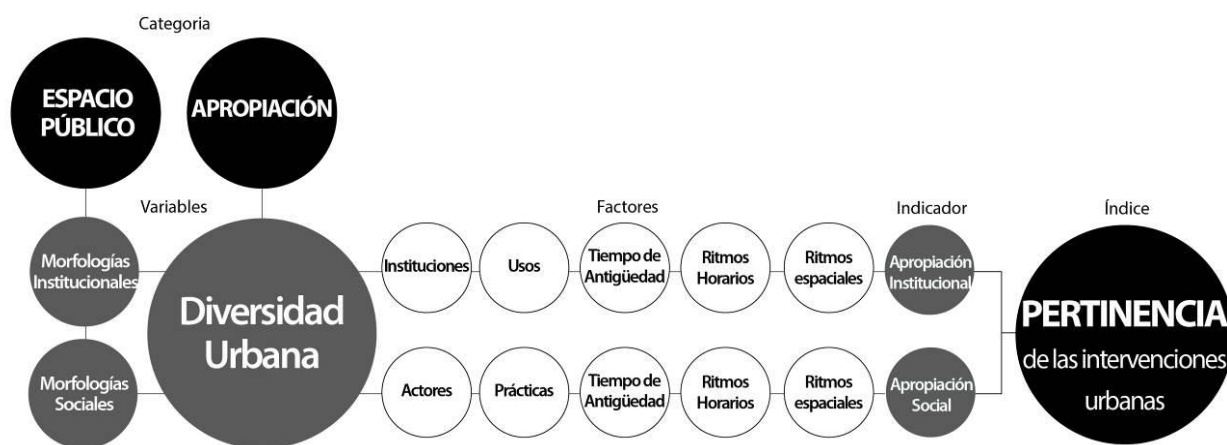 Categoria
ESPACIO
PÚBLICO
APROPIACIÓN
Variables
Factores
Indicador
Índice
Morfologías
Institucionales
Diversidad
Urbana
Instituciones
Usos
Tiempo de
Antigüedad
Ritmos
Horarios
Ritmos
espaciales
Apropiación
Institucional
PERTINENCIA
de las intervenciones
urbanas
Morfologías
Sociales
Actores
Prácticas
Tiempo de
Antigüedad
Ritmos
Horarios
Ritmos
espaciales
Apropiación
Social